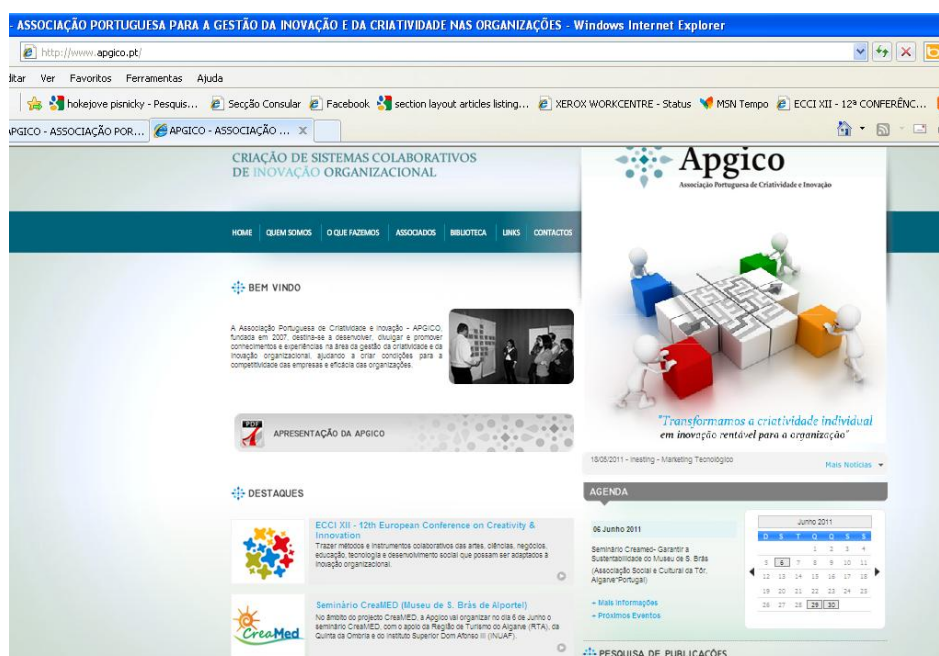 - ASSOCIAÇÃO PORTUGUESA PARA A GESTÃO DA INOVAÇÃO E DA CRIATIVIDADE NAS ORGANIZAÇÕES - Windows Internet Explorer
http://www.apgico.pt/
ditar Ver Favoritos Ferramentas Ajuda
hokejove pisnicky - Pesquis... Secção Consular Facebook section layout articles listing... XEROX WORKCENTRE - Status MSN Tempo ECCI XII - 12ª CONFERÊNC...
APGICO - ASSOCIAÇÃO POR... APGICO - ASSOCIAÇÃO ... X
CRIAÇÃO DE SISTEMAS COLABORATIVOS
DE INOVAÇÃO ORGANIZACIONAL
Apgico
Associação Portuguesa de Criatividade e Inovação
HOME QUEM SOMOS O QUE FAZEMOS ASSOCIADOS BIBLIOTECA LINKS CONTACTOS
BEM VINDO
A Associação Portuguesa de Criatividade e Inovação - APGICO,
fundada em 2007, destina-se a desenvolver, divulgar e promover
conhecimentos e experiências na área da gestão da criatividade e da
inovação organizacional, ajudando a criar condições para a
competitividade das empresas e eficácia das organizações.
PDF
APRESENTAÇÃO DA APGICO
"Transformamos a criatividade individual
em inovação rentável para a organização"
18/05/2011 - Inesting - Marketing Tecnológico
Mais Notícias
DESTAQUES
ECCI XII - 12th European Conference on Creativity &
Innovation
Trazer métodos e instrumentos colaborativos das artes, ciências, negócios,
educação, tecnologia e desenvolvimento social que possam ser adaptados à
inovação organizacional.
CreaMed
Seminário CreaMED (Museu de S. Brás de Alportel)
No âmbito do projecto CreaMED, a Apgico vai organizar no dia 6 de Junho o
seminário CreaMED, com o apoio da Região de Turismo do Algarve (RTA), da
Quinta da Ombria e do Instituto Superior Dom Afonso III (INUAF).
AGENDA
06 Junho 2011
Seminário Creamed- Garantir a
Sustentabilidade do Museu de S. Brás
(Associação Social e Cultural da Tôr,
Algarve*Portugal)
+ Mais Informações
+ Próximos Eventos
Junho 2011
D S T Q Q S S
1 2 3 4
5 6 7 8 9 10 11
12 13 14 15 16 17 18
19 20 21 22 23 24 25
26 27 28 29 30
PESQUISA DE PUBLICAÇÕES